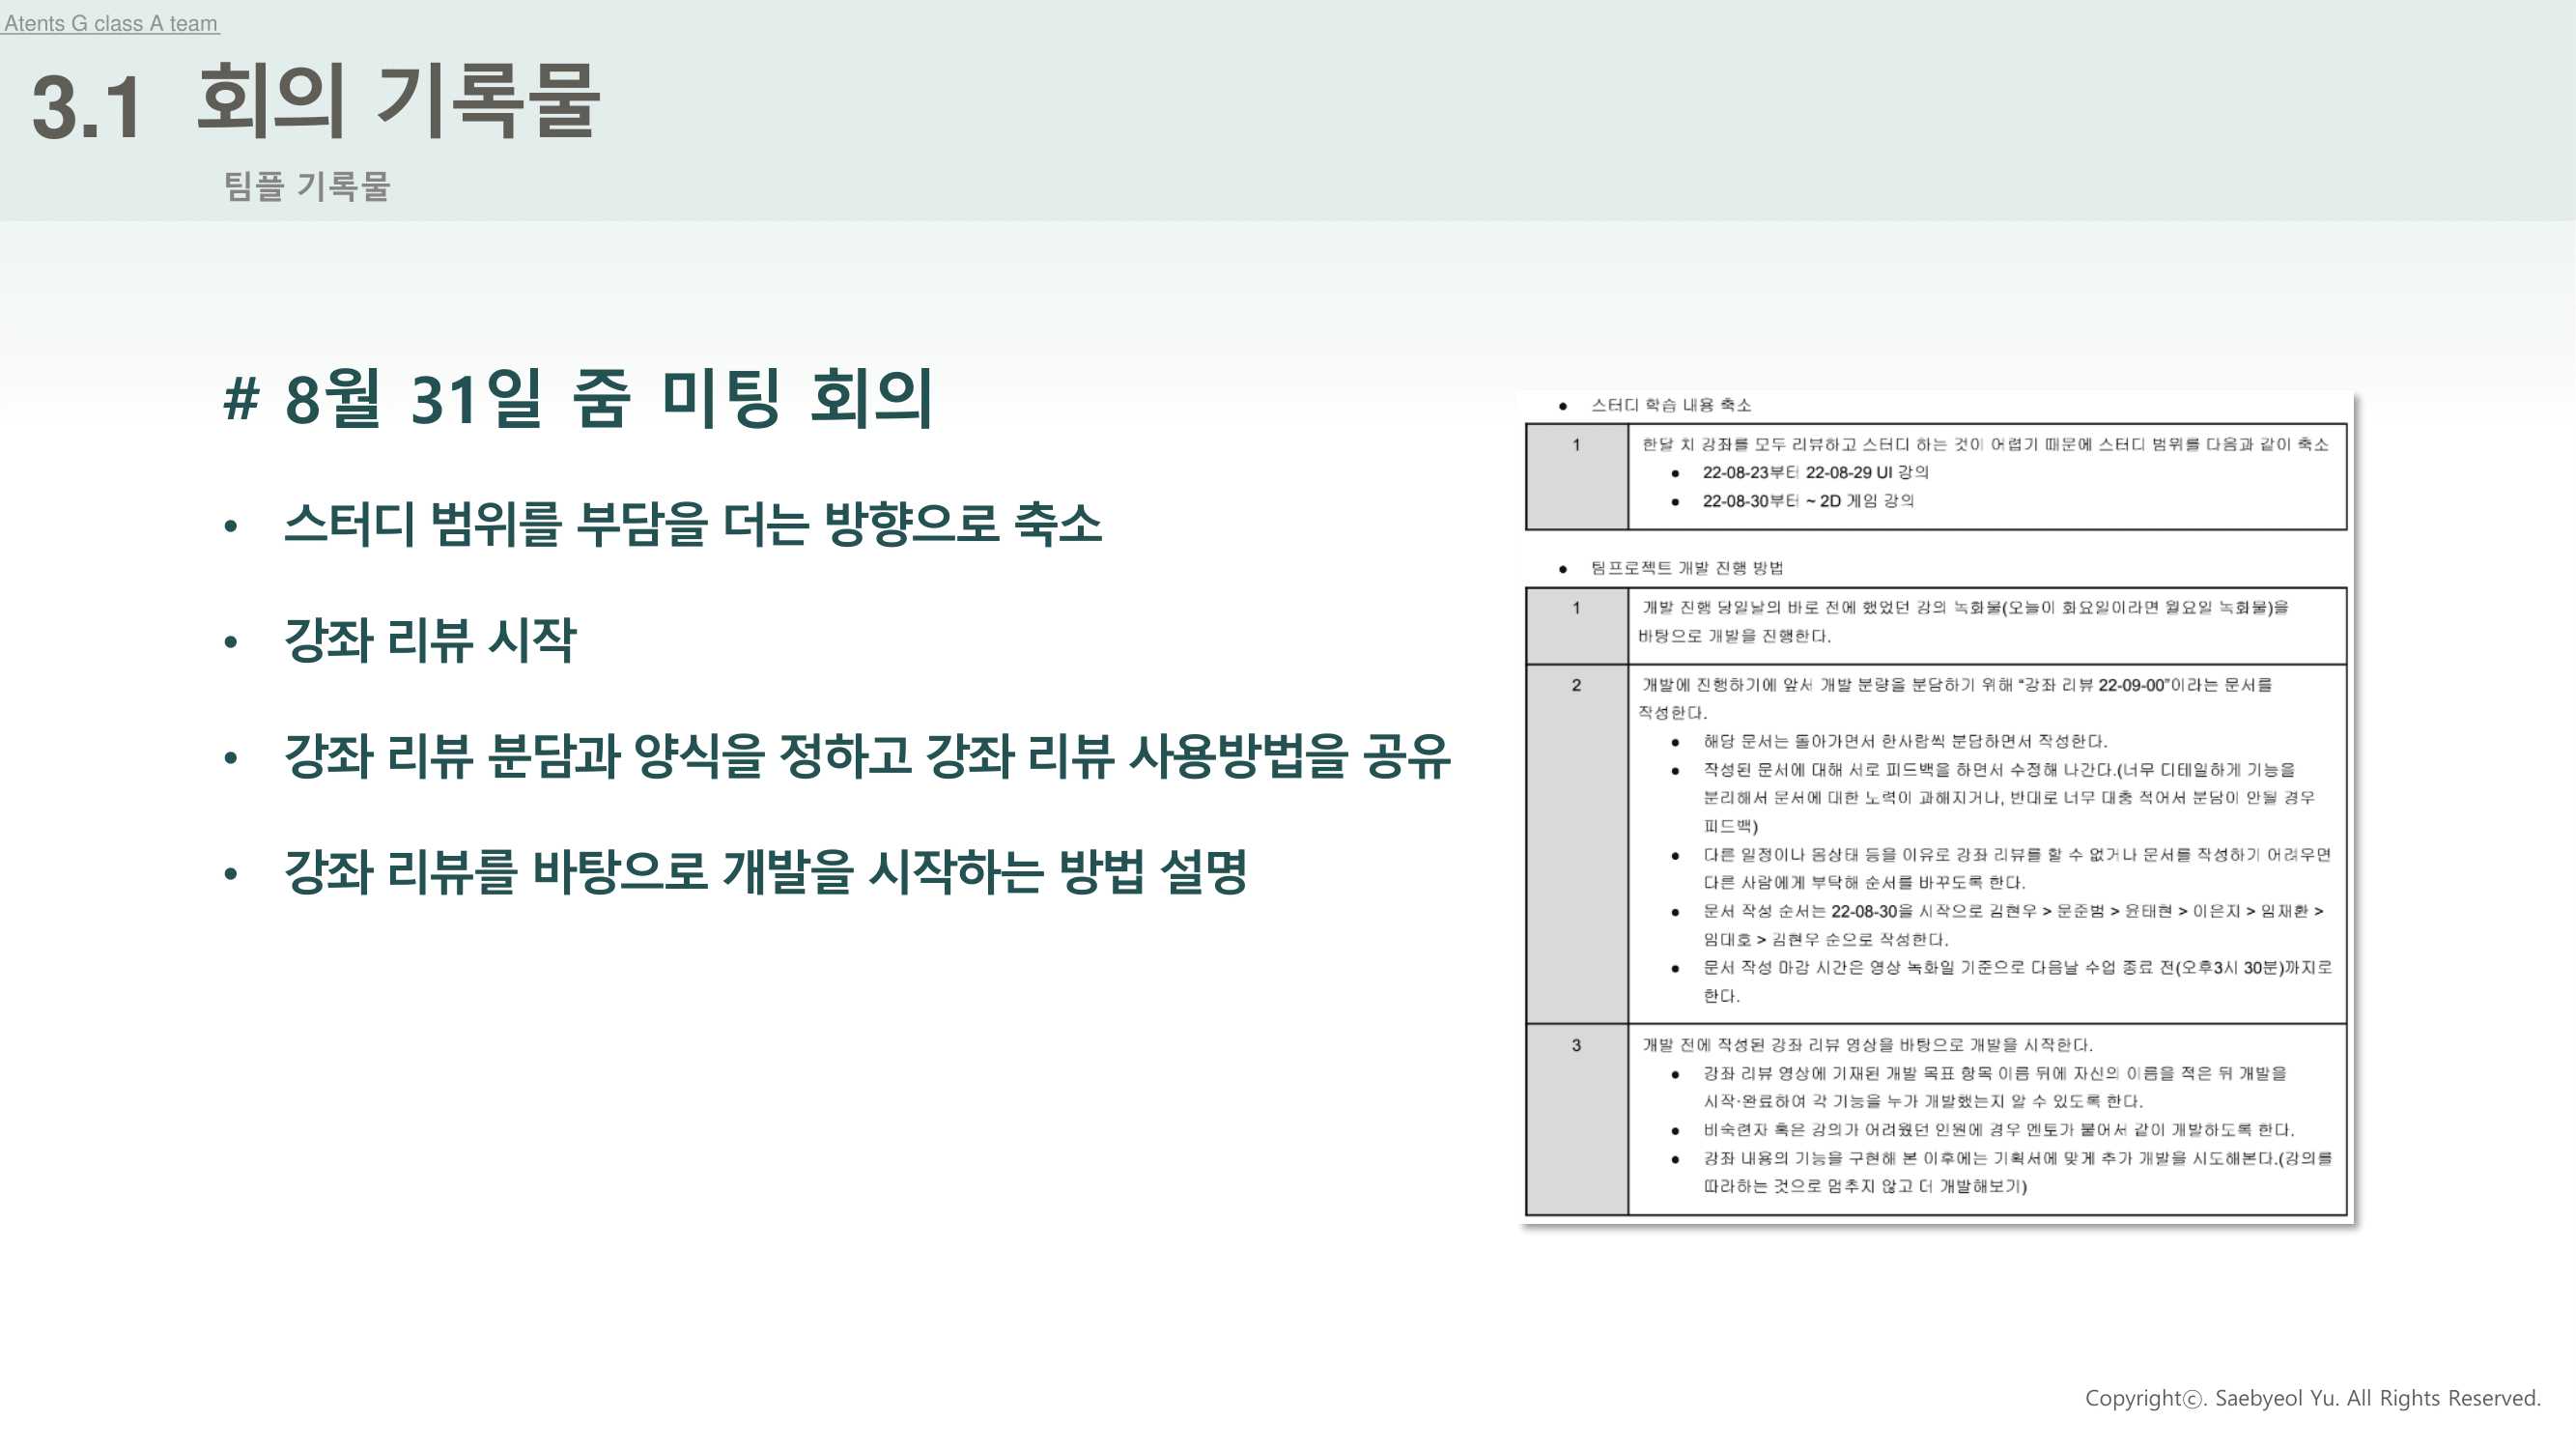 Atents G class A team
3.1 회의 기록물
팀플 기록물
# 8월 31일 줌 미팅 회의
• 스터디 범위를 부담을 더는 방향으로 축소
• 강좌 리뷰 시작
• 강좌 리뷰 분담과 양식을 정하고 강좌 리뷰 사용방법을 공유
• 강좌 리뷰를 바탕으로 개발을 시작하는 방법 설명
● 스터디 학습 내용 축소
1 한달 치 강좌를 모두 리뷰하고 스터디 하는 것이 어렵기 때문에 스터디 범위를 다음과 같이 축소
● 22-08-23부터 22-08-29 UI 강의
● 22-08-30부터 ~ 2D 게임 강의
● 팀프로젝트 개발 진행 방법
1 개발 진행 당일날의 바로 전에 했었던 강의 녹화물(오늘이 화요일이라면 월요일 녹화물)을
바탕으로 개발을 진행한다.
2 개발에 진행하기에 앞서 개발 분량을 분담하기 위해 “강좌 리뷰 22-09-00”이라는 문서를
작성한다.
● 해당 문서는 돌아가면서 한사람씩 분담하면서 작성한다.
● 작성된 문서에 대해 서로 피드백을 하면서 수정해 나간다.(너무 디테일하게 기능을
분리해서 문서에 대한 노력이 과해지거나, 반대로 너무 대충 적어서 분담이 안될 경우
피드백)
● 다른 일정이나 몸상태 등을 이유로 강좌 리뷰를 할 수 없거나 문서를 작성하기 어려우면
다른 사람에게 부탁해 순서를 바꾸도록 한다.
● 문서 작성 순서는 22-08-30을 시작으로 김현우 > 문준범 > 윤태현 > 이은지 > 임재환 >
임대호 > 김현우 순으로 작성한다.
● 문서 작성 마감 시간은 영상 녹화일 기준으로 다음날 수업 종료 전(오후3시 30분)까지로
한다.
3 개발 전에 작성된 강좌 리뷰 영상을 바탕으로 개발을 시작한다.
● 강좌 리뷰 영상에 기재된 개발 목표 항목 이름 뒤에 자신의 이름을 적은 뒤 개발을
시작·완료하여 각 기능을 누가 개발했는지 알 수 있도록 한다.
● 비숙련자 혹은 강의가 어려웠던 인원에 경우 멘토가 붙어서 같이 개발하도록 한다.
● 강좌 내용의 기능을 구현해 본 이후에는 기획서에 맞게 추가 개발을 시도해본다.(강의를
따라하는 것으로 멈추지 않고 더 개발해보기)
Copyrightⓒ. Saebyeol Yu. All Rights Reserved.